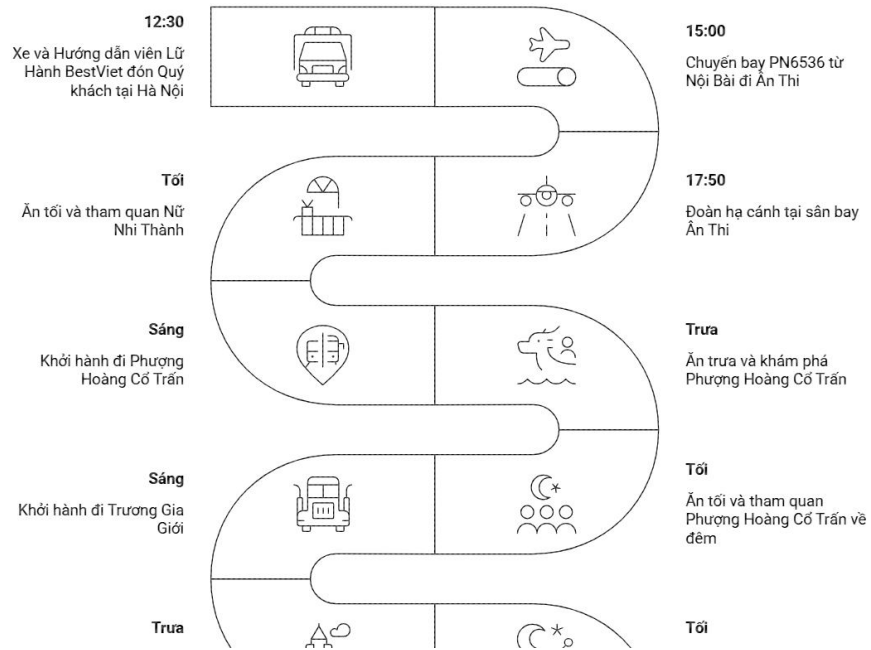 12:30
Xe và Hướng dẫn viên Lữ
Hành BestViet đón Quý
khách tại Hà Nội
15:00
Chuyến bay PN6536 từ
Nội Bài đi Ân Thi
17:50
Đoàn hạ cánh tại sân bay
Ân Thi
Tối
Ăn tối và tham quan Nữ
Nhi Thành
Sáng
Khởi hành đi Phượng
Hoàng Cổ Trấn
Trưa
Ăn trưa và khám phá
Phượng Hoàng Cổ Trấn
Tối
Ăn tối và tham quan
Phượng Hoàng Cổ Trấn về
đêm
Sáng
Khởi hành đi Trương Gia
Giới
Trưa
Tối